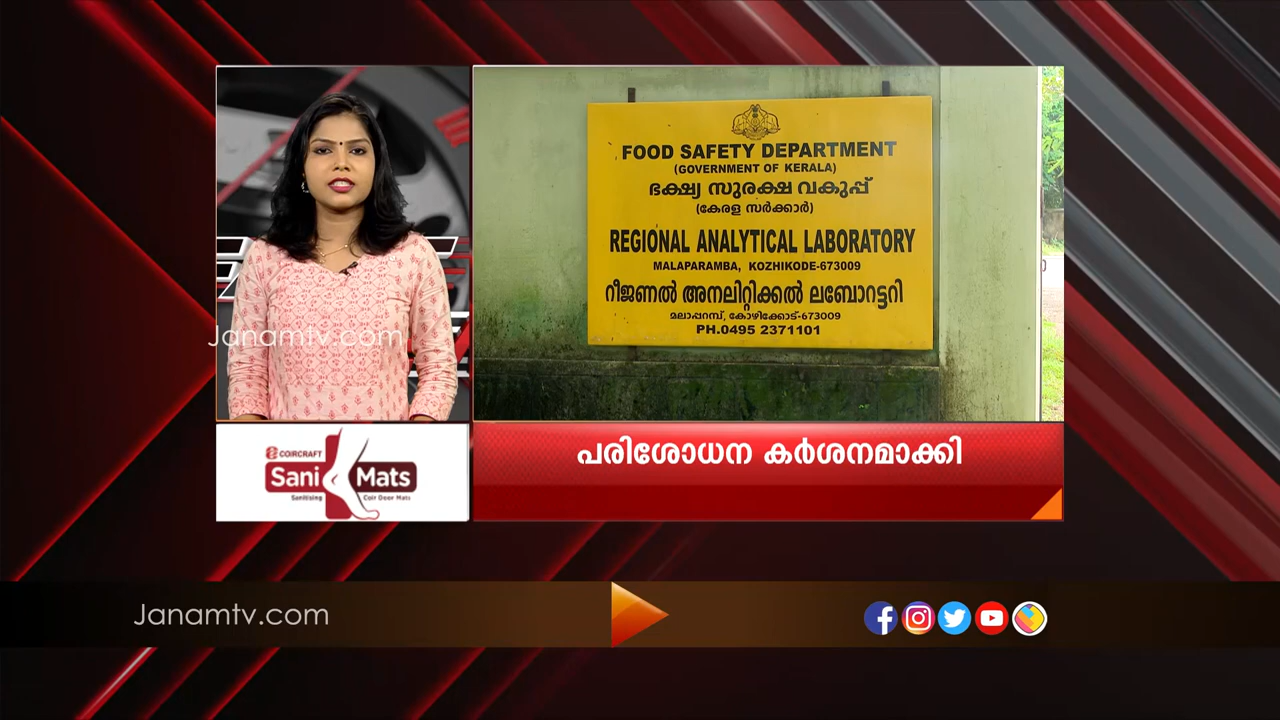 FOOD SAFETY DEPARTMENT
(GOVERNMENT OF KERALA)
ഭക്ഷ്യ സുരക്ഷ വകുപ്പ്
(കേരള സർക്കാർ)
REGIONAL ANALYTICAL LABORATORY
MALAPARAMBA, KOZHIKODE-673009
റീജണൽ അനലിറ്റിക്കൽ ലബോറട്ടറി
മലാപ്പറമ്പ്, കോഴിക്കോട്-673009
PH.0495 2371101
Janamtv.com
COIRCRAFT
Sani Mats
Sanitising Coir Door Mats
പരിശോധന കർശനമാക്കി
Janamtv.com